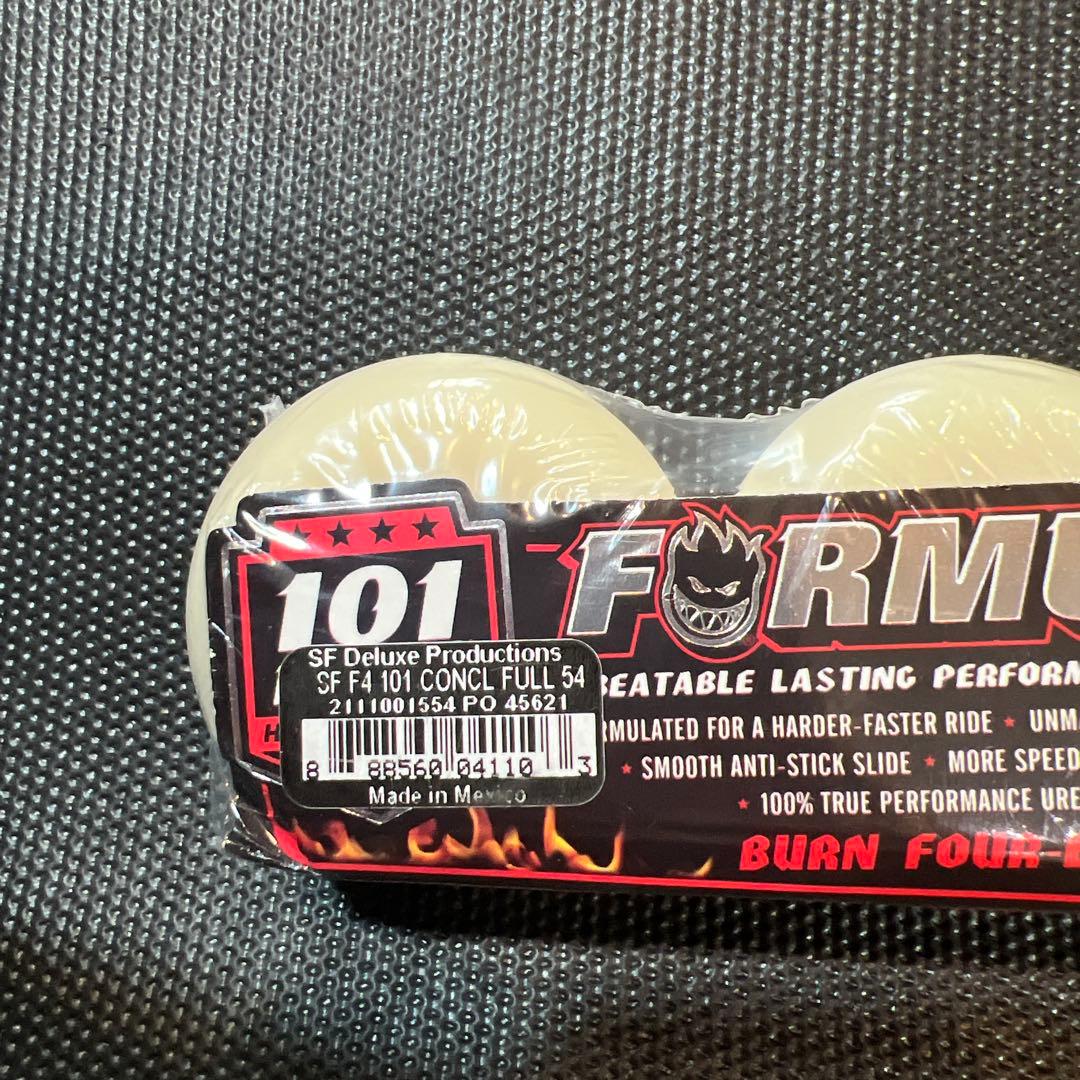 101
H
FORMU
SF Deluxe Productions
SF F4 101 CONCL FULL 54
2111001554 PO 45621
8 88560 04110 3
Made in Mexico
BEATABLE LASTING PERFORM
RMULATED FOR A HARDER-FASTER RIDE ★ UNM
★ SMOOTH ANTI-STICK SLIDE ★ MORE SPEED
★ 100% TRUE PERFORMANCE URE
BURN FOUR-